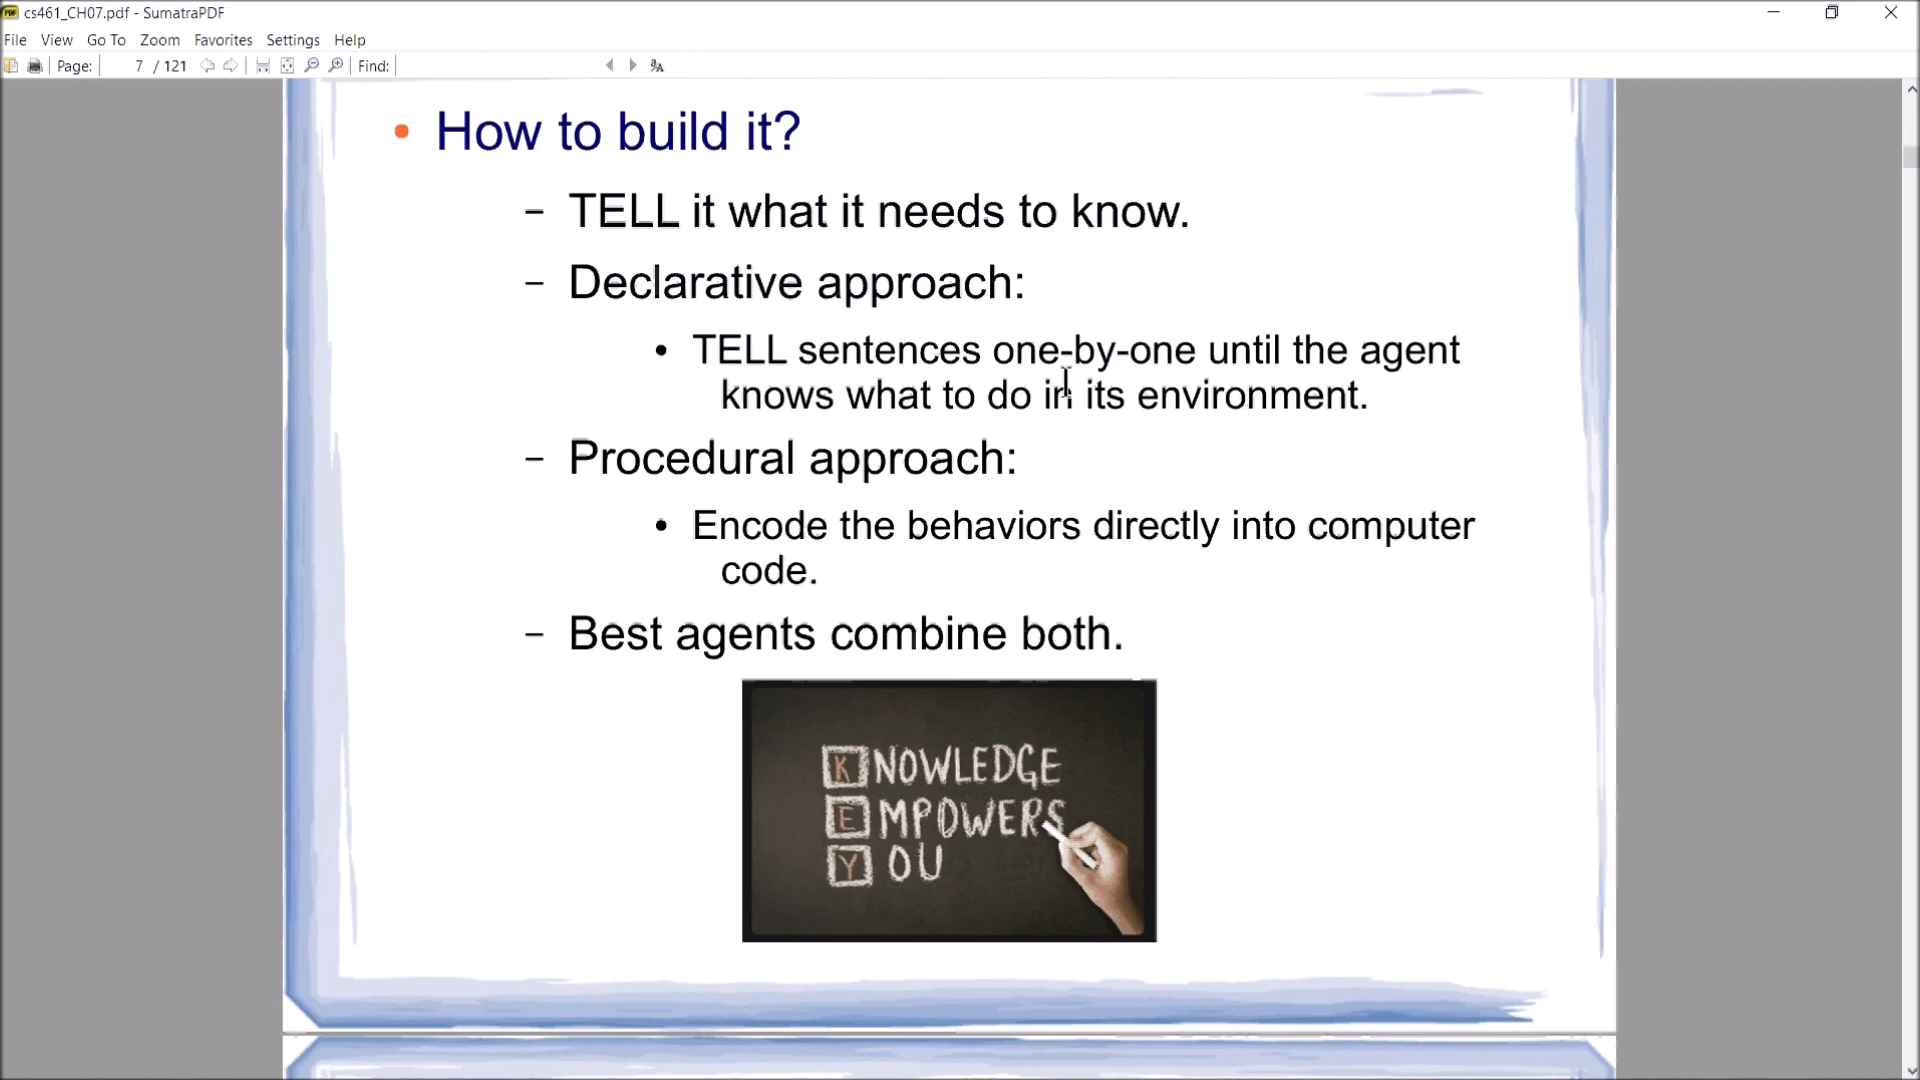 cs461_CH07.pdf - SumatraPDF
File View Go To Zoom Favorites Settings Help
Page: 7 / 121 Find:
• How to build it?
– TELL it what it needs to know.
– Declarative approach:
• TELL sentences one-by-one until the agent
knows what to do in its environment.
– Procedural approach:
• Encode the behaviors directly into computer
code.
– Best agents combine both.
KNOWLEDGE
EMPOWERS
YOU